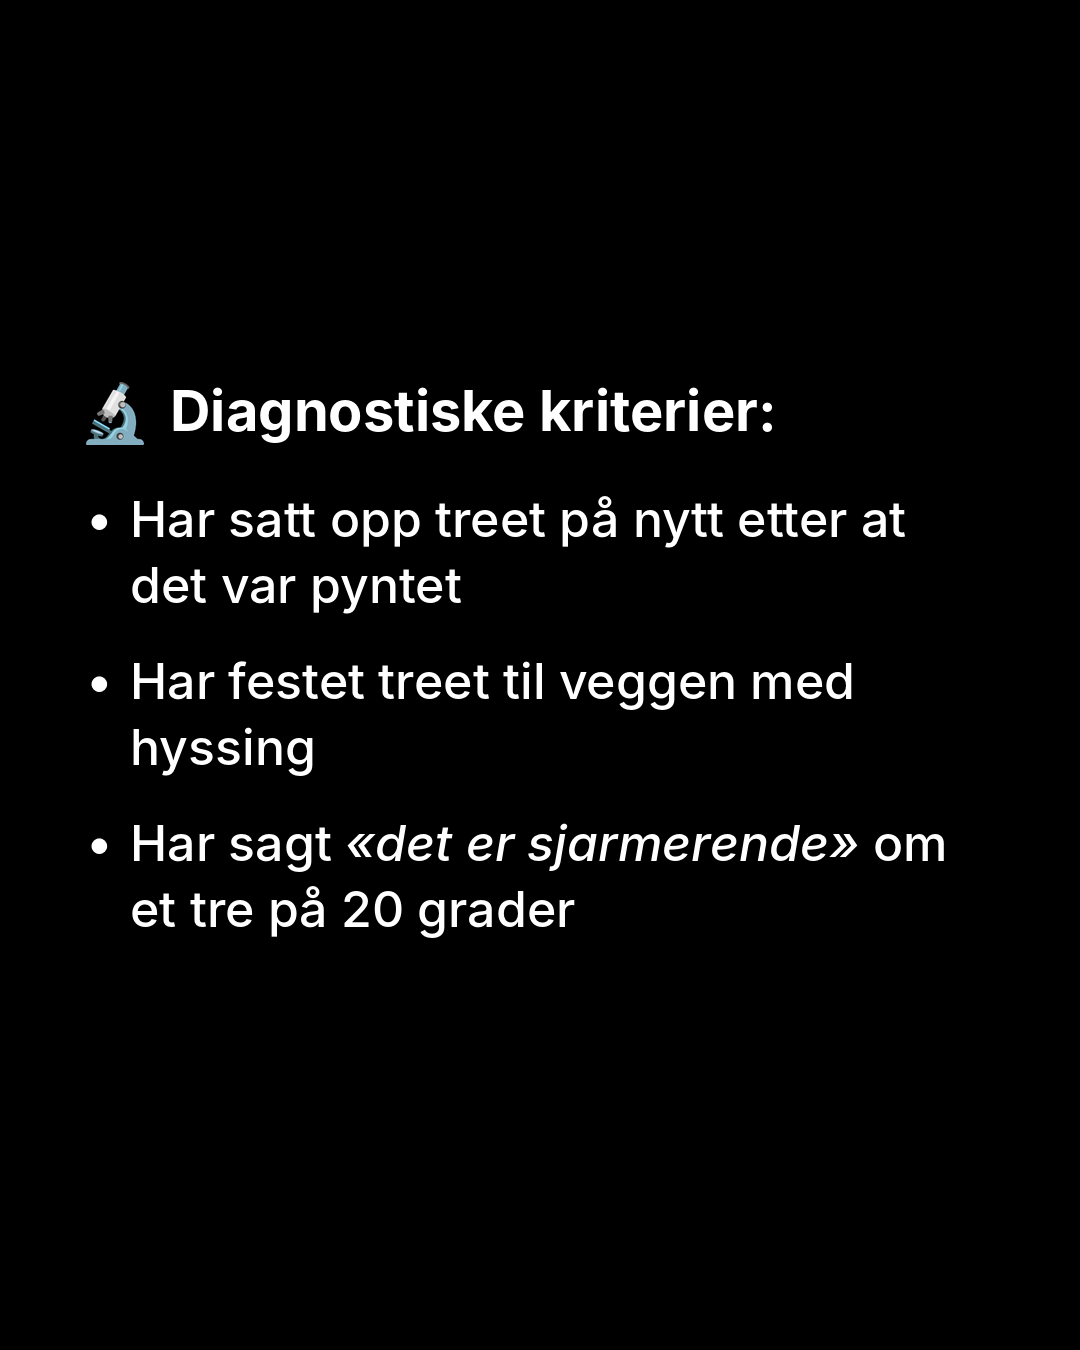 🔬 Diagnostiske kriterier:
• Har satt opp treet på nytt etter at
det var pyntet
• Har festet treet til veggen med
hyssing
• Har sagt «det er sjarmerende» om
et tre på 20 grader